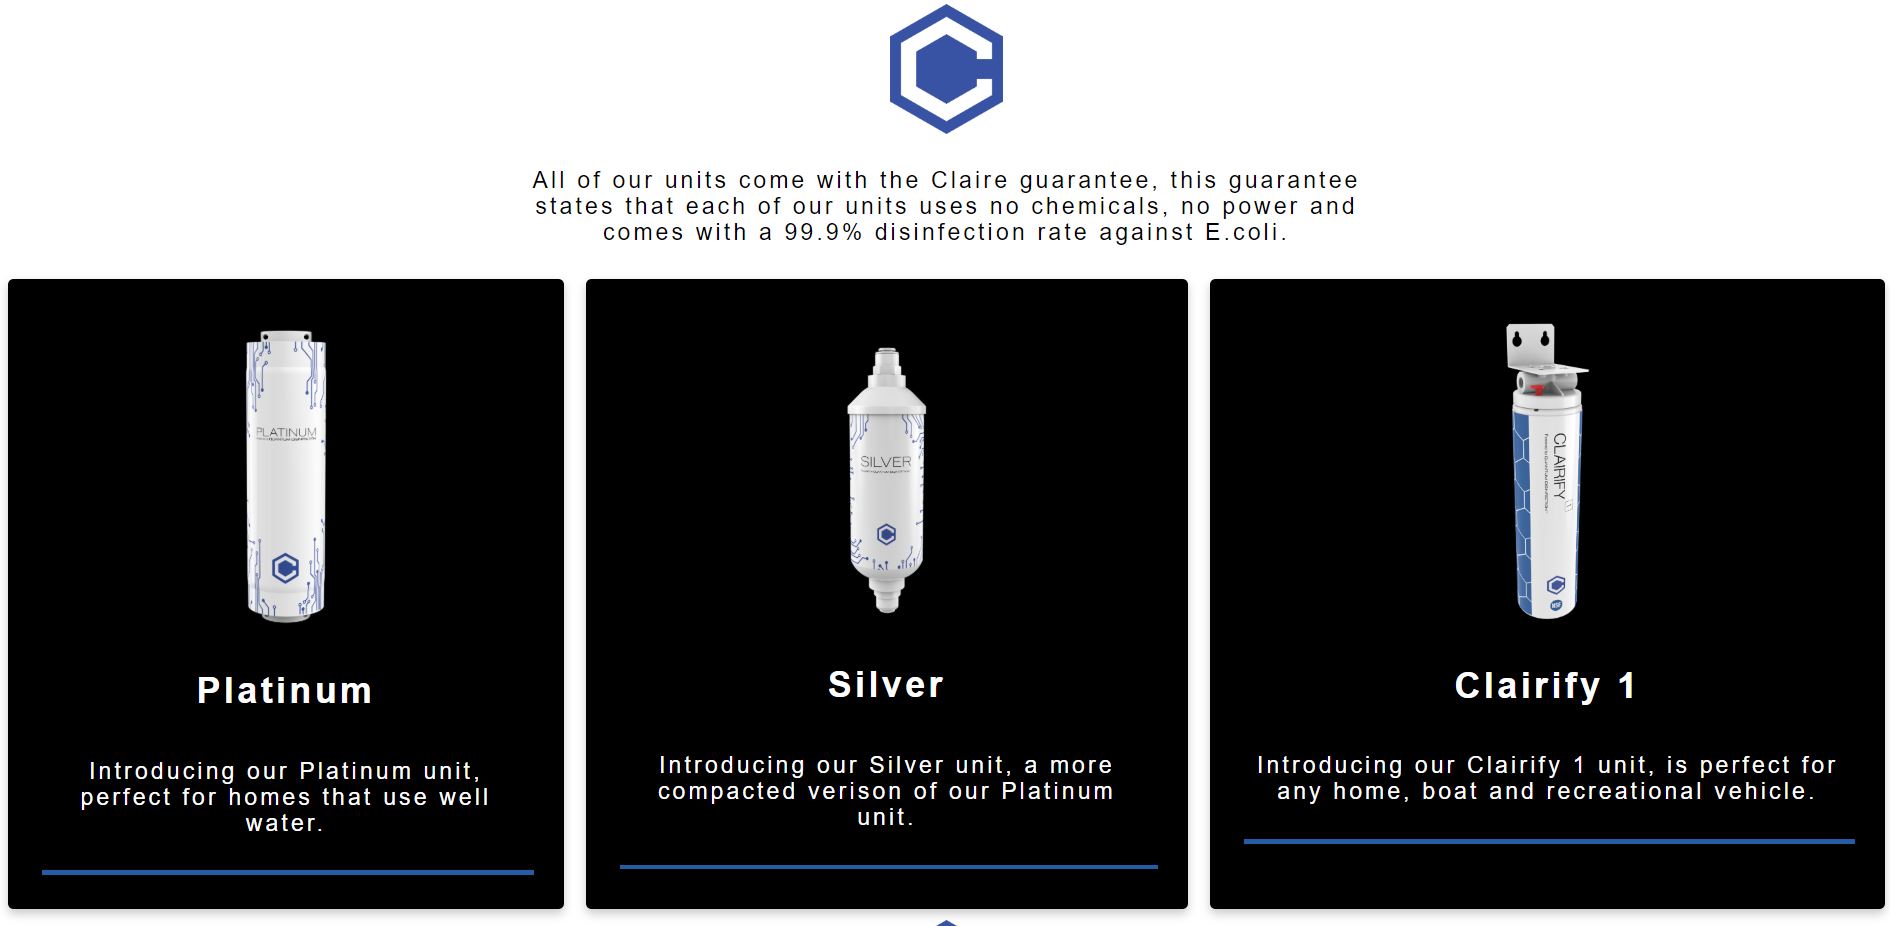 All of our units come with the Claire guarantee, this guarantee
states that each of our units uses no chemicals, no power and
comes with a 99.9% disinfection rate against E.coli.
PLATINUM
Platinum
Introducing our Platinum unit,
perfect for homes that use well
water.
SILVER
Silver
Introducing our Silver unit, a more
compacted verison of our Platinum
unit.
CLAIRIFY 1
NSF
Clairify 1
Introducing our Clairify 1 unit, is perfect for
any home, boat and recreational vehicle.